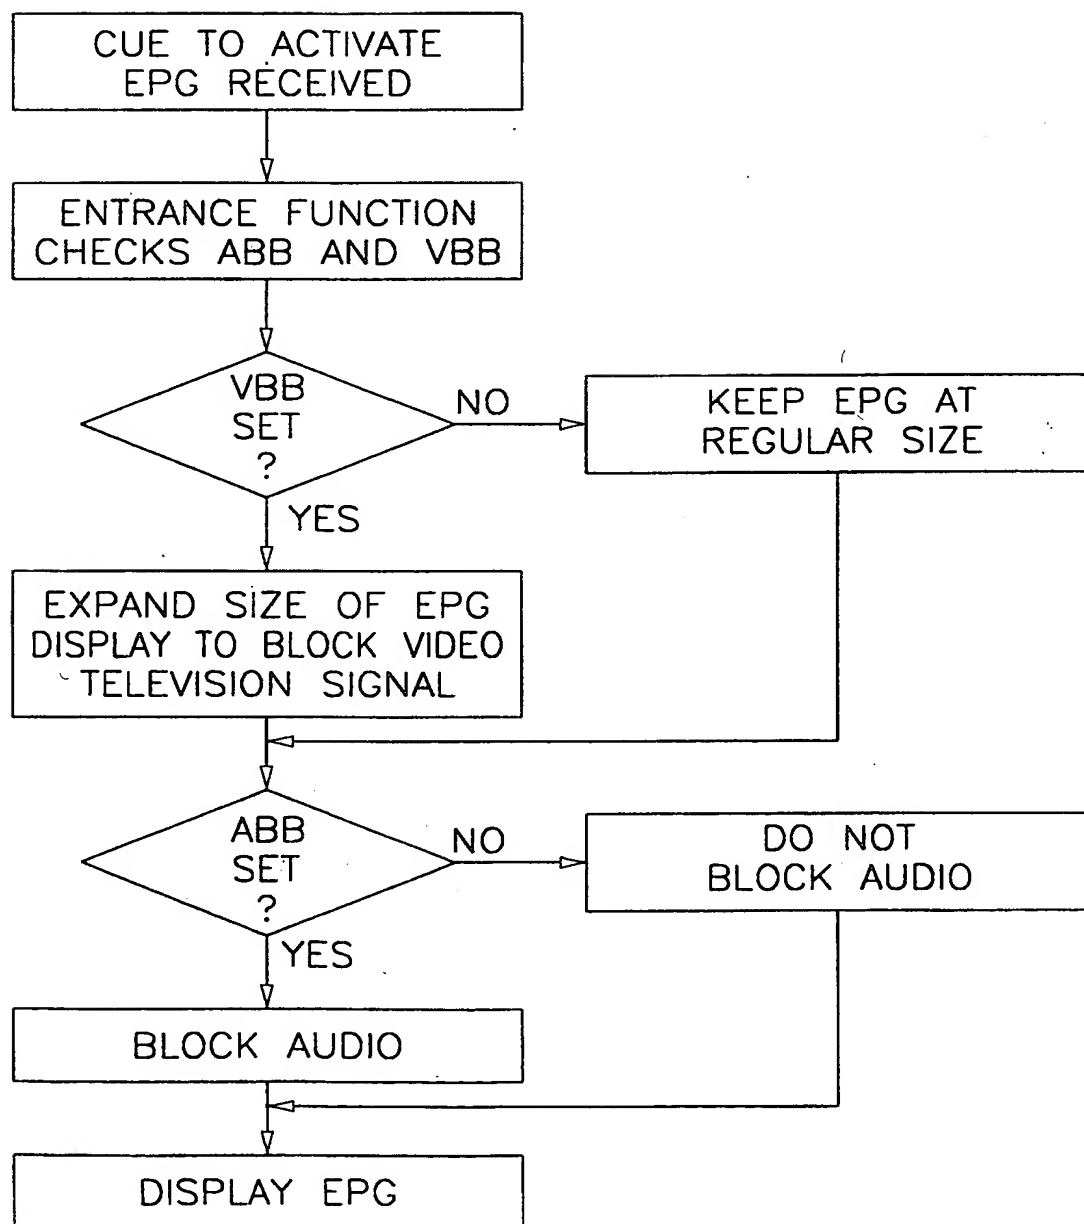 CUE TO ACTIVATE
EPG RECEIVED
ENTRANCE FUNCTION
CHECKS ABB AND VBB
VBB
SET
?
NO
KEEP EPG AT
REGULAR SIZE
YES
EXPAND SIZE OF EPG
DISPLAY TO BLOCK VIDEO
TELEVISION SIGNAL
ABB
SET
?
NO
DO NOT
BLOCK AUDIO
YES
BLOCK AUDIO
DISPLAY EPG